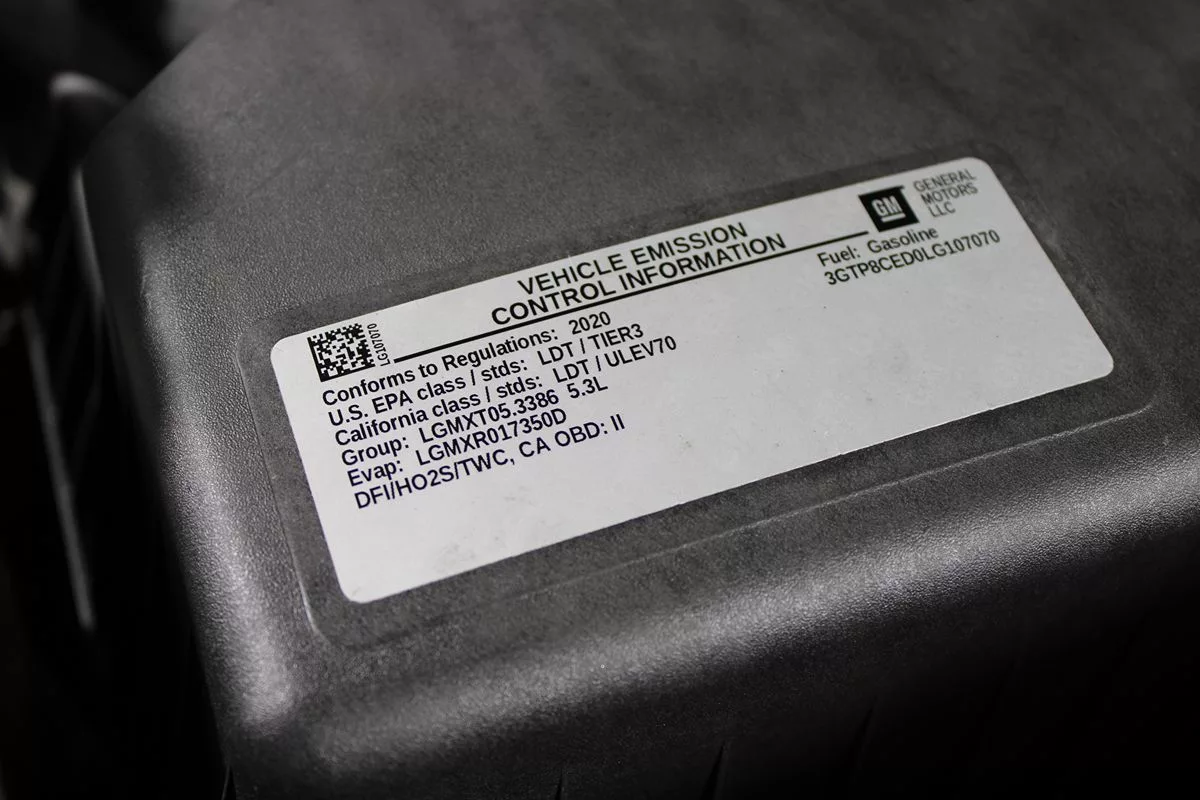 VEHICLE EMISSION
CONTROL INFORMATION
GM
GENERAL
MOTORS
LLC
Fuel: Gasoline
3GTP8CED0LG107070
LG107070
Conforms to Regulations: 2020
U.S. EPA class / stds: LDT / TIER3
California class / stds: LDT / ULEV70
Group: LGMXT05.3386 5.3L
Evap: LGMXR017350D
DFI/HO2S/TWC, CA OBD: II